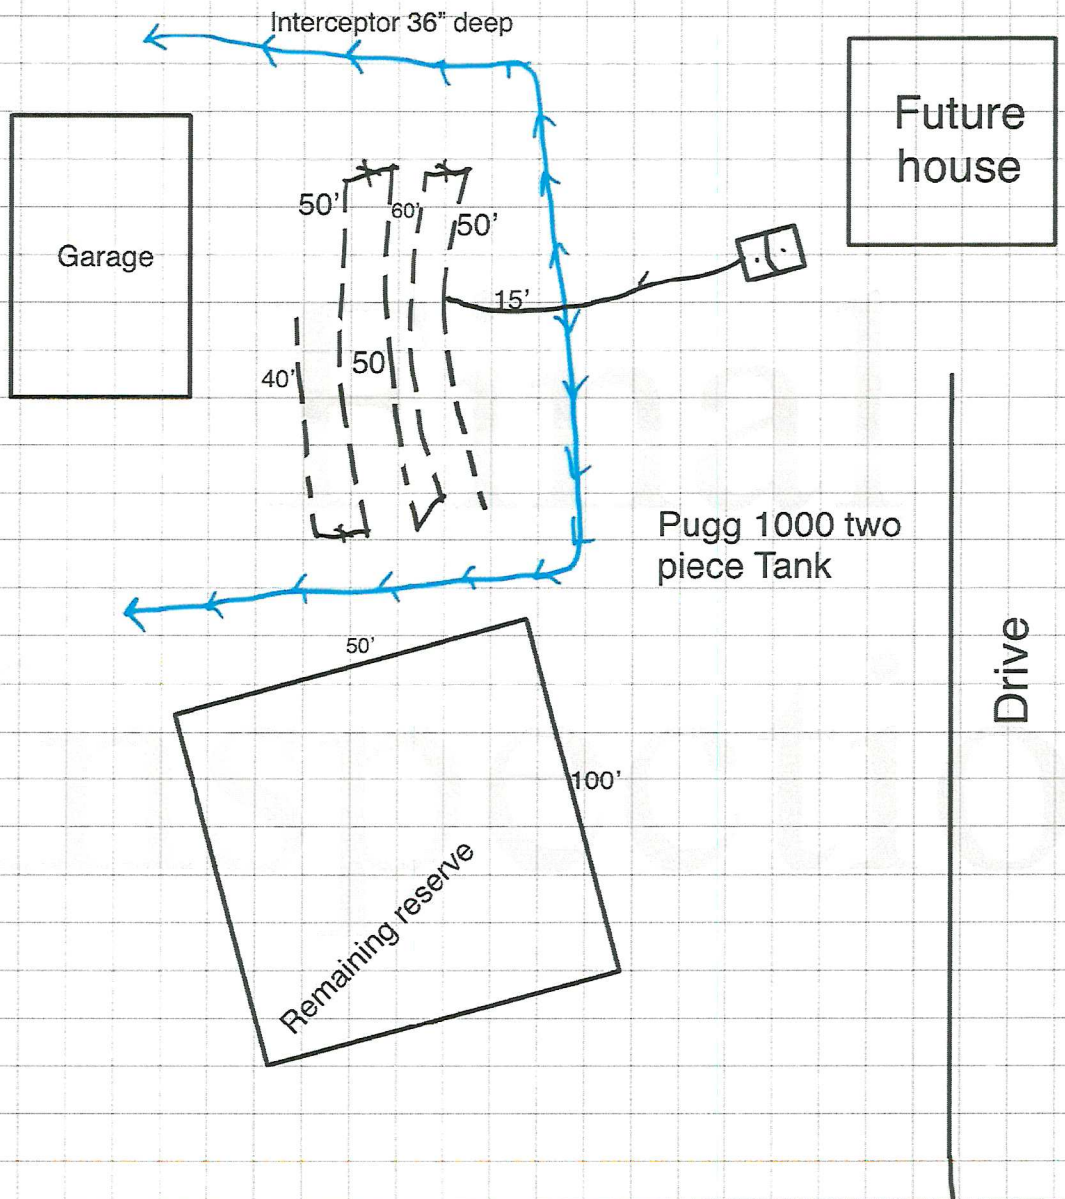 Interceptor 36" deep
Future
house
Garage
50'
60'
50'
15'
40'
50
Pugg 1000 two
piece Tank
Drive
50'
100'
Remaining reserve